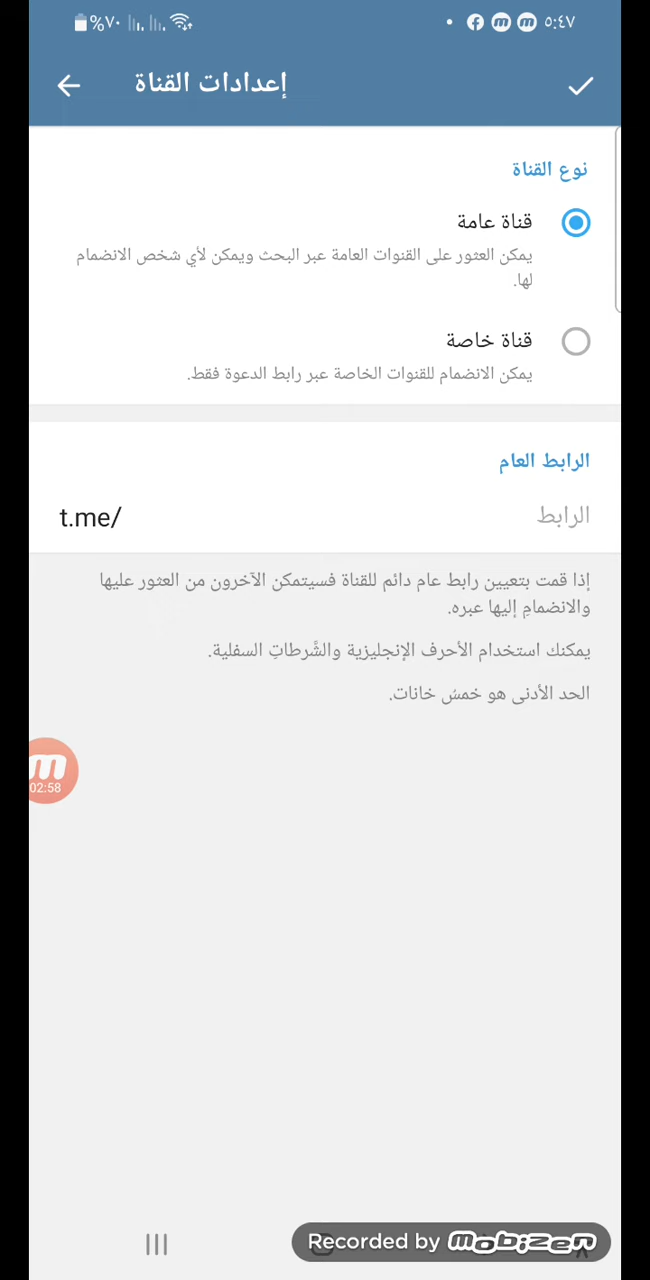 %٧٠ ٥:٤٧
إعدادات القناة
نوع القناة
قناة عامة
يمكن العثور على القنوات العامة عبر البحث ويمكن لأي شخص الانضمام
لها.
قناة خاصة
يمكن الانضمام للقنوات الخاصة عبر رابط الدعوة فقط.
الرابط العام
t.me/ الرابط
إذا قمت بتعيين رابط عام دائم للقناة فسيتمكن الآخرون من العثور عليها
والانضمامِ إليها عبره.
يمكنك استخدام الأحرف الإنجليزية والشَّرطاتِ السفلية.
الحد الأدنى هو خمسُ خانات.
m
02:58
Recorded by mobizen